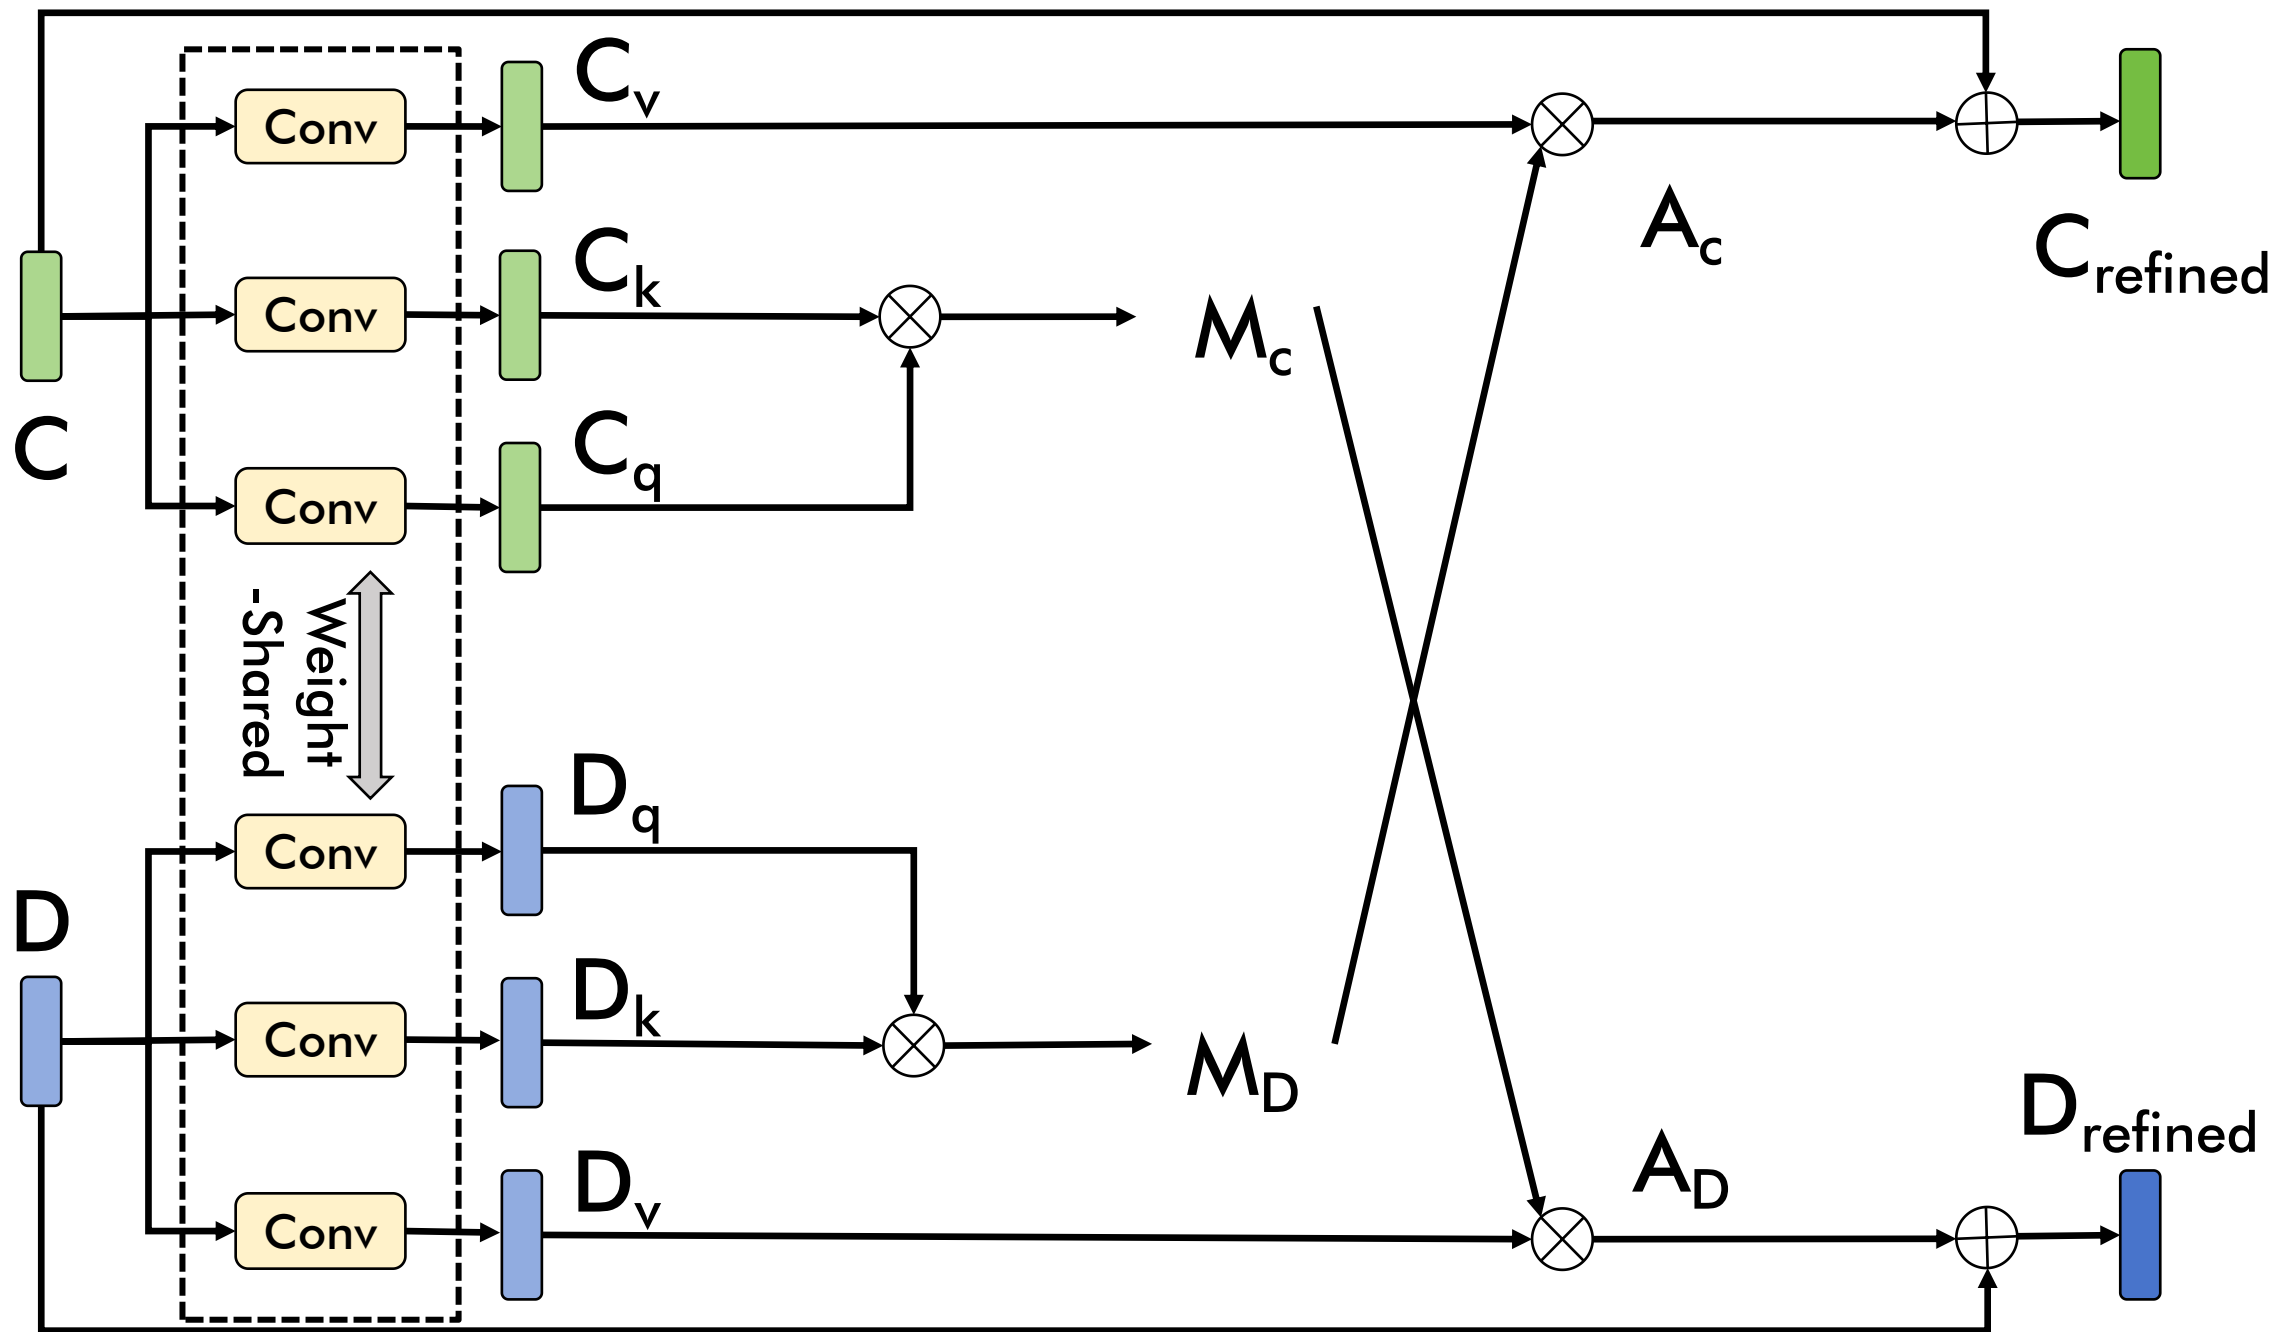 C
Conv
Conv
Conv
Weight
-Shared
Conv
Conv
Conv
D
Cv
Ck
Cq
Dq
Dk
Dv
Mc
MD
Ac
AD
Crefined
Drefined